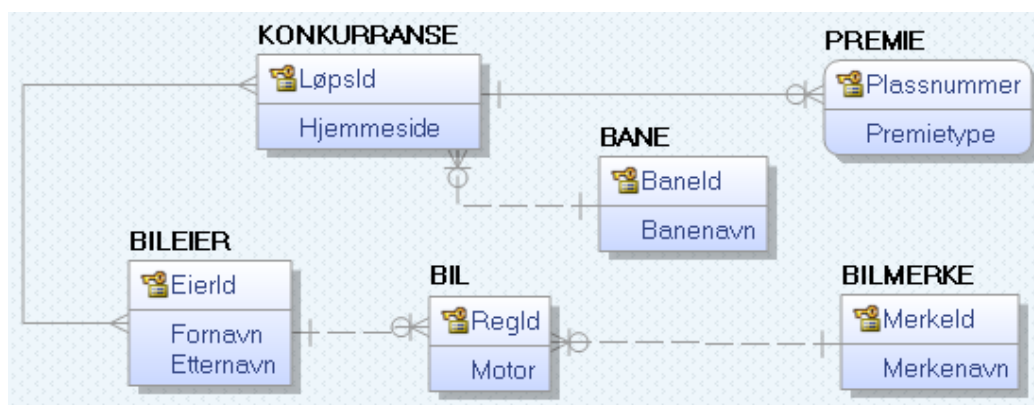 KONKURRANSE
LøpsId
Hjemmeside
PREMIE
Plassnummer
Premietype
BANE
BaneId
Banenavn
BILEIER
EierId
Fornavn
Etternavn
BIL
RegId
Motor
BILMERKE
MerkeId
Merkenavn